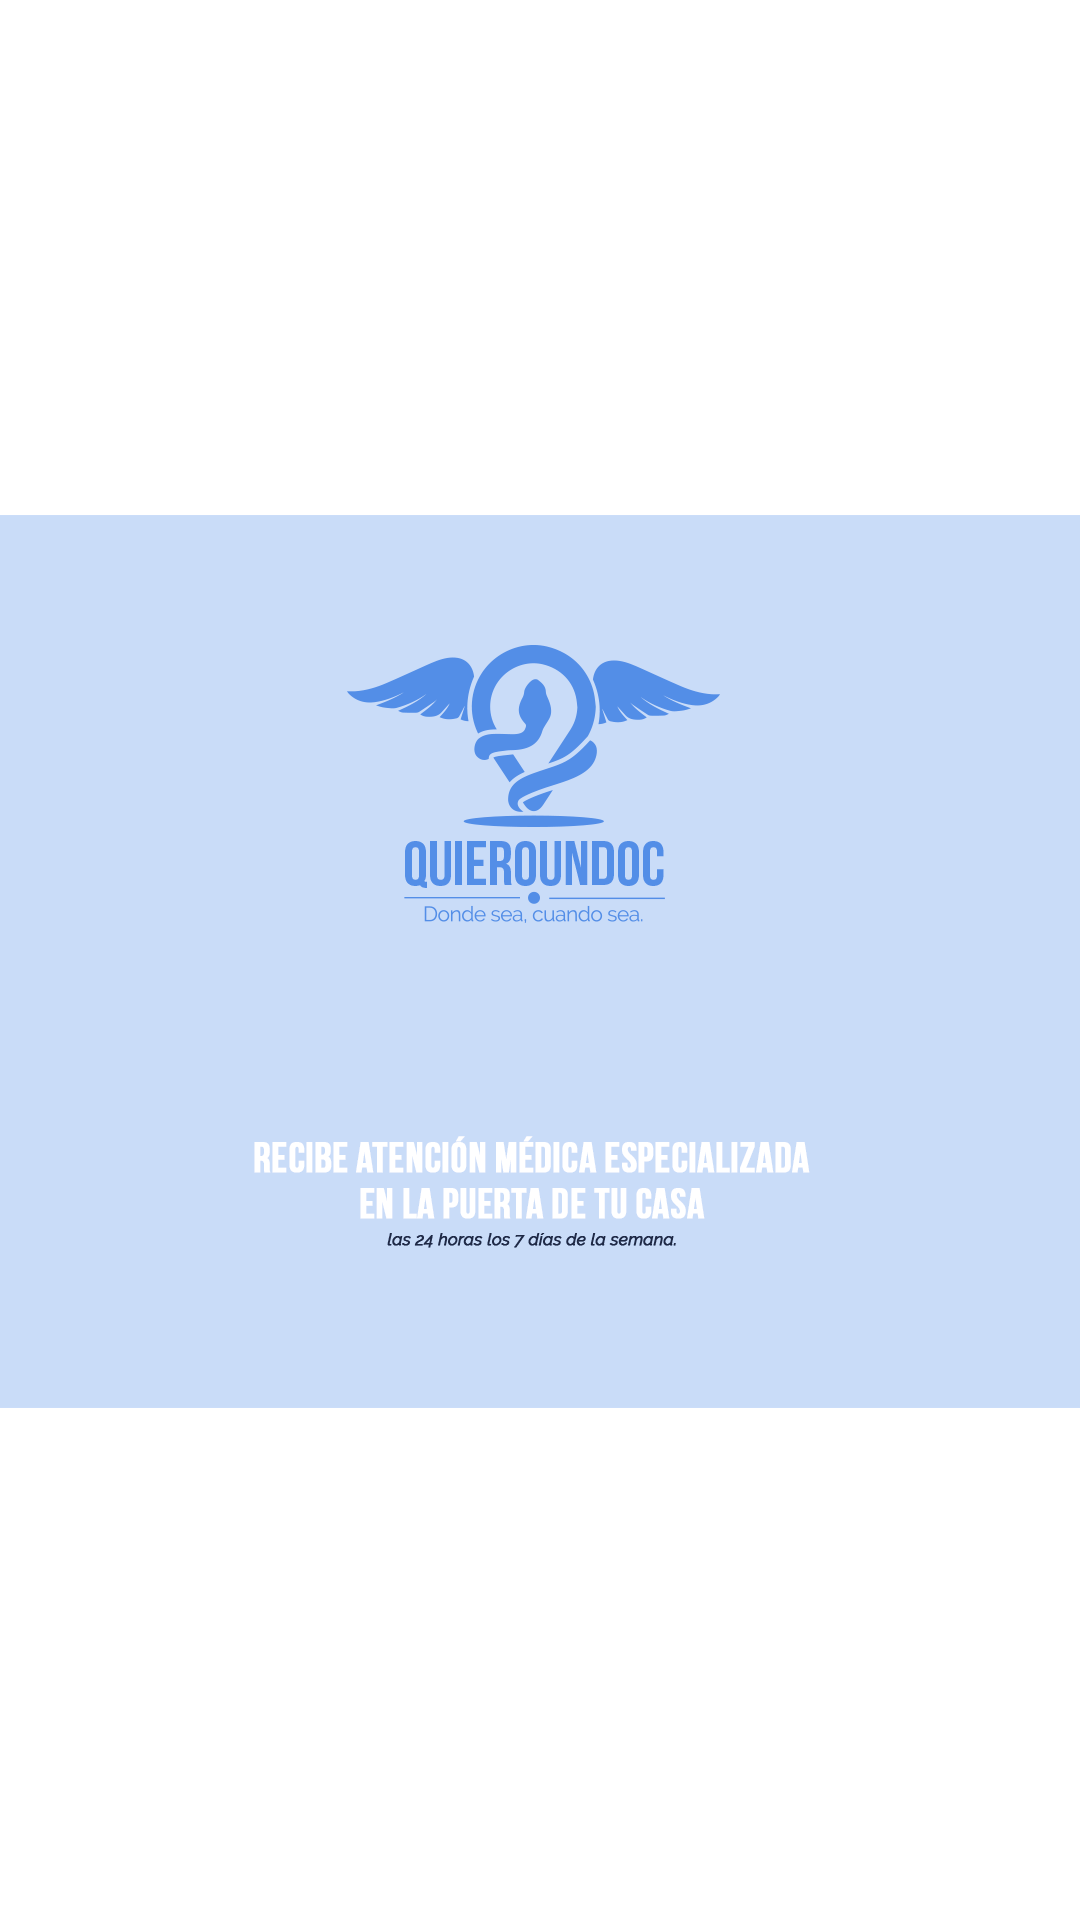 QUIEROUNDOC
Donde sea, cuando sea.
RECIBE ATENCIÓN MÉDICA ESPECIALIZADA
EN LA PUERTA DE TU CASA
las 24 horas los 7 días de la semana.